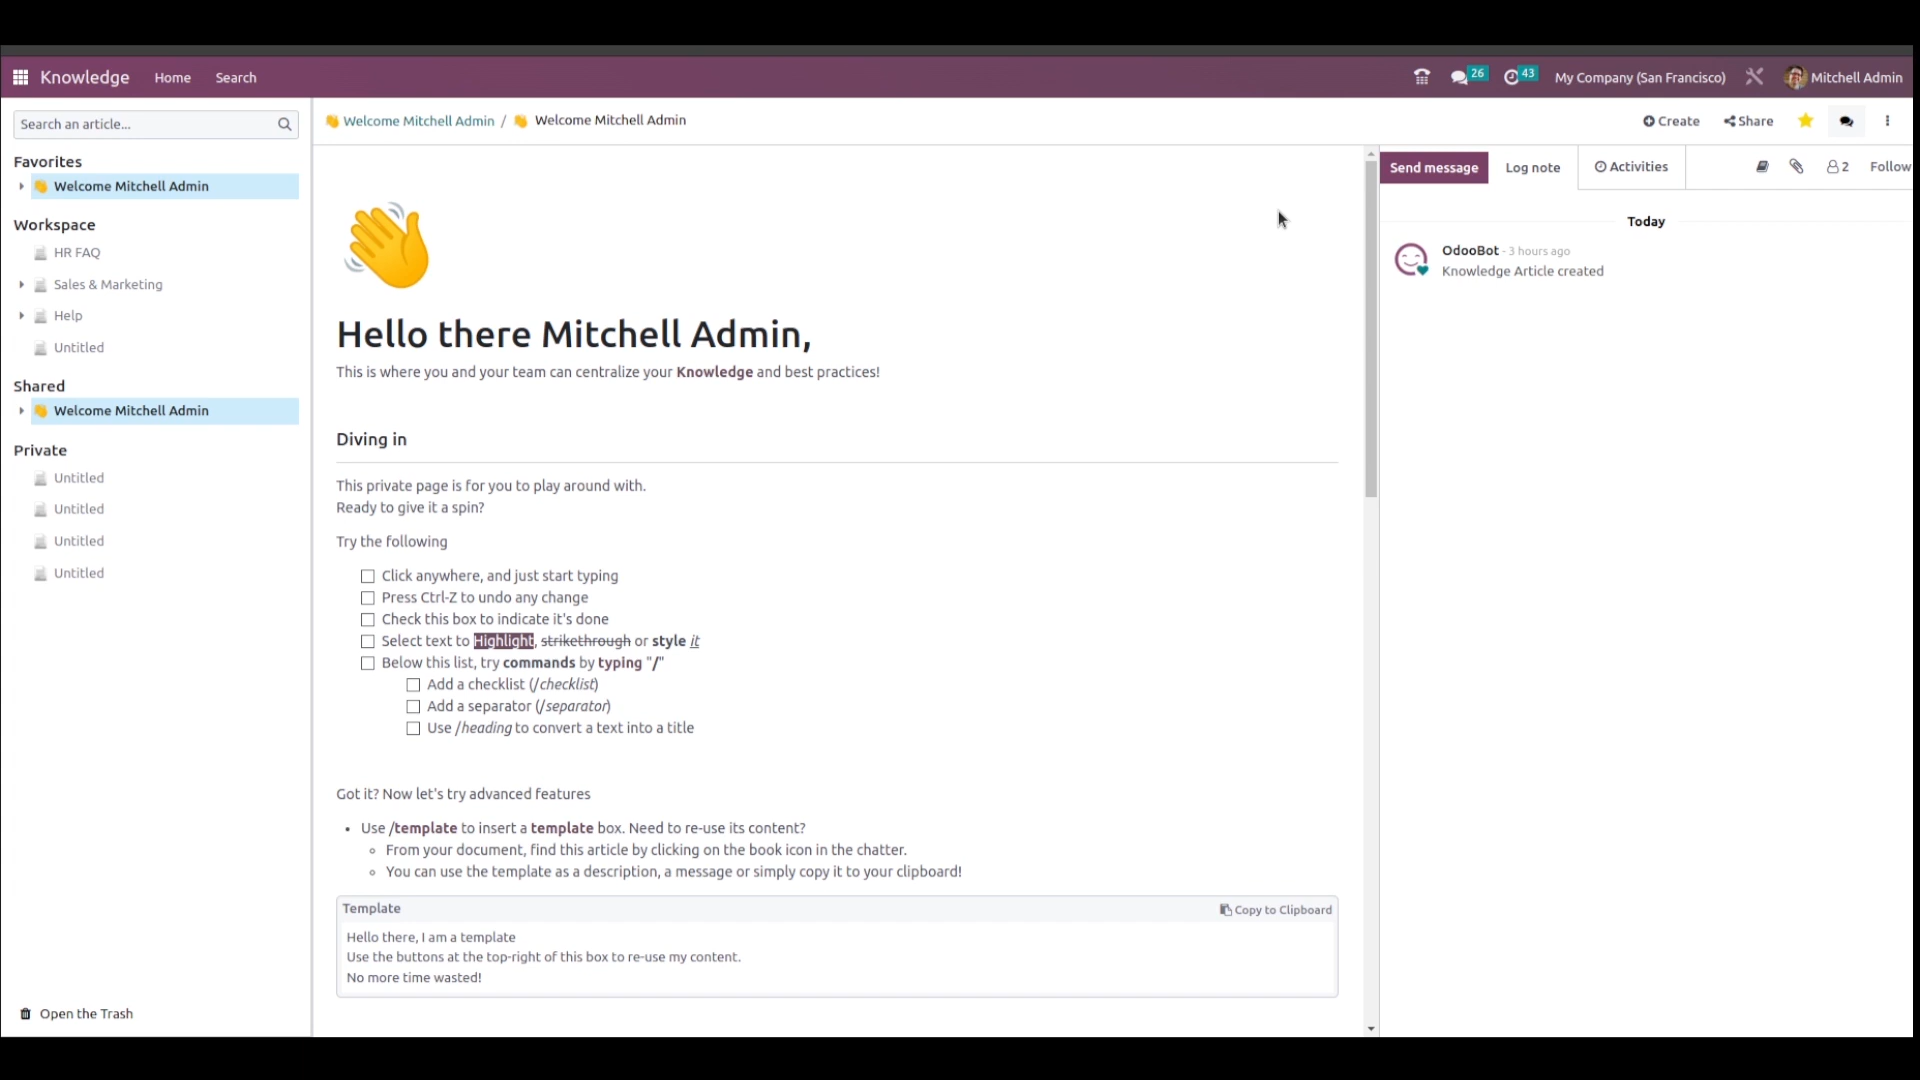 Knowledge Home Search 26 43 My Company (San Francisco) Mitchell Admin
Search an article...
Favorites
Welcome Mitchell Admin
Workspace
HR FAQ
Sales & Marketing
Help
Untitled
Shared
Welcome Mitchell Admin
Private
Untitled
Untitled
Untitled
Untitled
Open the Trash
Welcome Mitchell Admin / Welcome Mitchell Admin
Create Share
Hello there Mitchell Admin,
This is where you and your team can centralize your Knowledge and best practices!
Diving in
This private page is for you to play around with.
Ready to give it a spin?
Try the following
Click anywhere, and just start typing
Press Ctrl-Z to undo any change
Check this box to indicate it's done
Select text to Highlight, strikethrough or style it
Below this list, try commands by typing "/"
Add a checklist (/checklist)
Add a separator (/separator)
Use /heading to convert a text into a title
Got it? Now let's try advanced features
Use /template to insert a template box. Need to re-use its content?
From your document, find this article by clicking on the book icon in the chatter.
You can use the template as a description, a message or simply copy it to your clipboard!
Template Copy to Clipboard
Hello there, I am a template
Use the buttons at the top-right of this box to re-use my content.
No more time wasted!
Send message Log note Activities 2 Follow
Today
OdooBot - 3 hours ago
Knowledge Article created